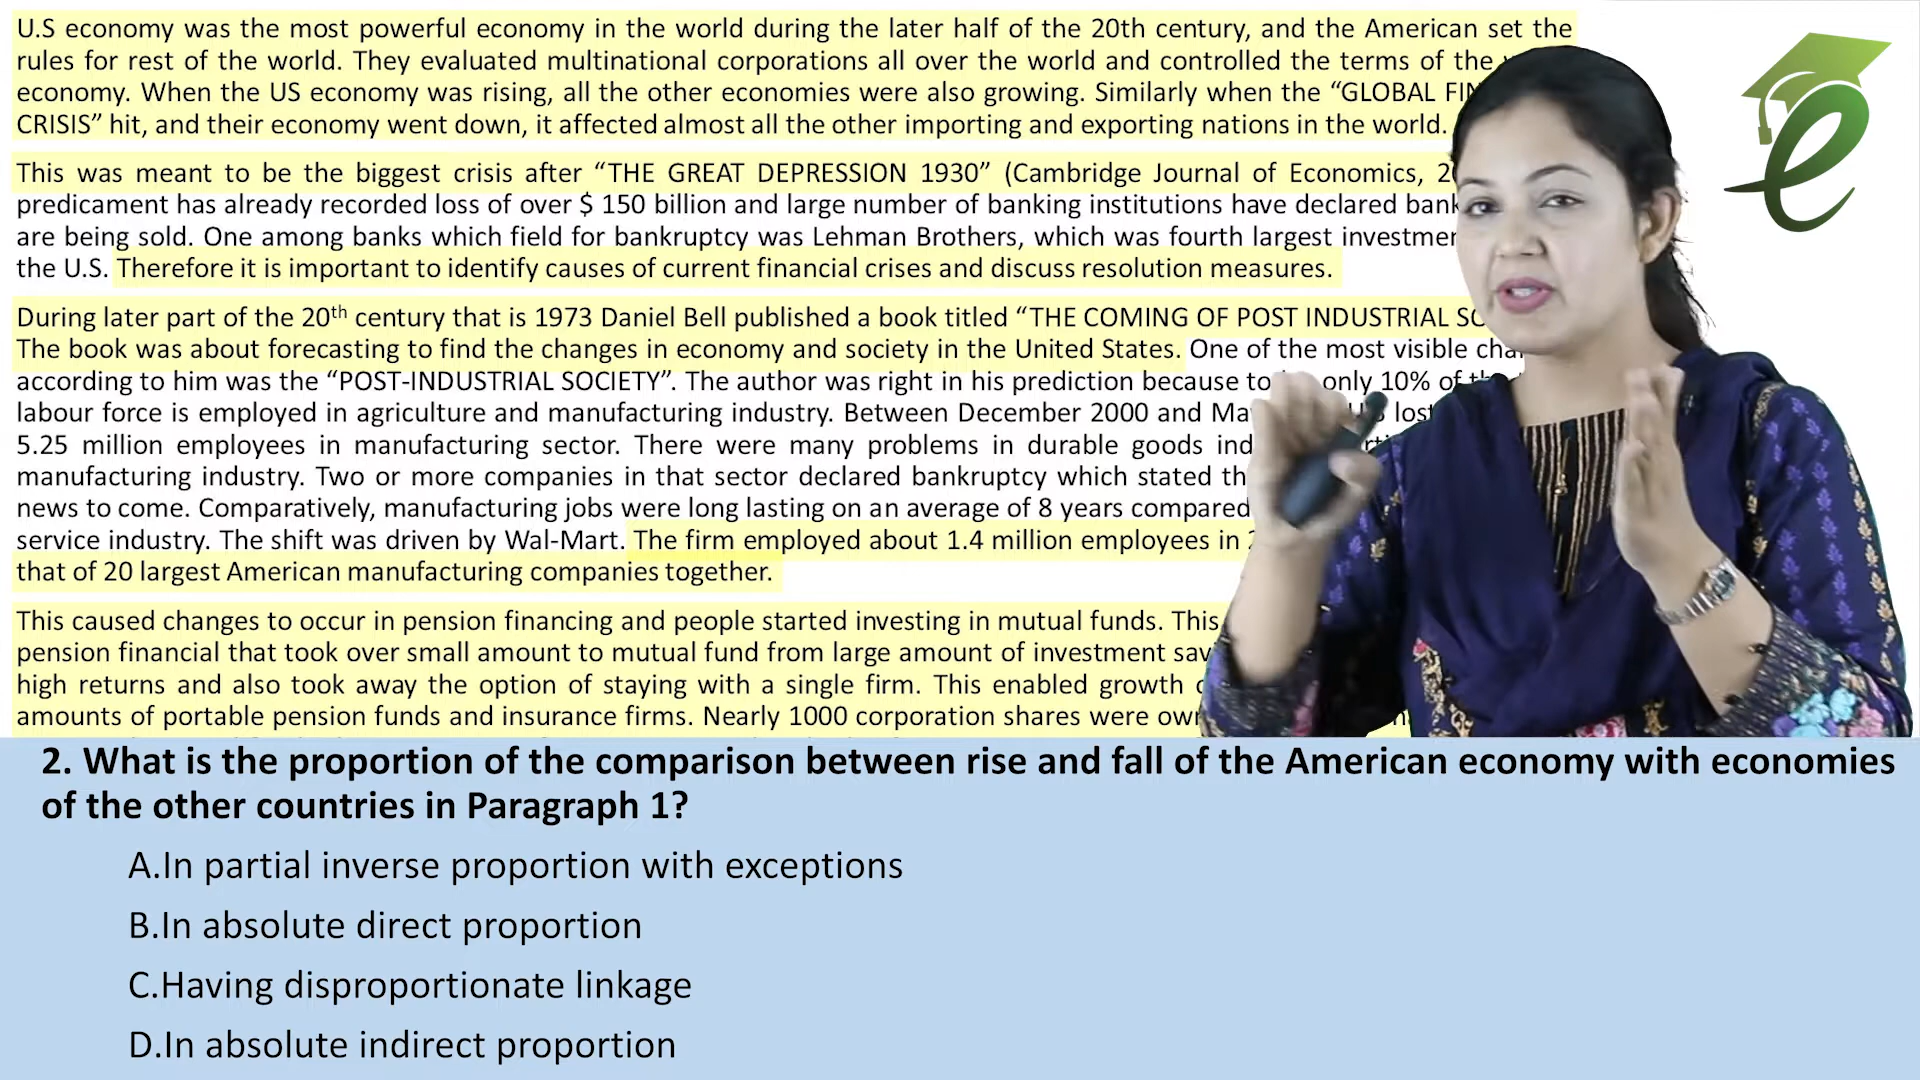 U.S economy was the most powerful economy in the world during the later half of the 20th century, and the American set the
rules for rest of the world. They evaluated multinational corporations all over the world and controlled the terms of the
economy. When the US economy was rising, all the other economies were also growing. Similarly when the “GLOBAL
CRISIS” hit, and their economy went down, it affected almost all the other importing and exporting nations in the world.
This was meant to be the biggest crisis after “THE GREAT DEPRESSION 1930” (Cambridge Journal of Economics,
predicament has already recorded loss of over $ 150 billion and large number of banking institutions have declared
are being sold. One among banks which field for bankruptcy was Lehman Brothers, which was fourth largest
the U.S. Therefore it is important to identify causes of current financial crises and discuss resolution measures.
During later part of the 20th century that is 1973 Daniel Bell published a book titled “THE COMING OF POST INDUSTRIAL
The book was about forecasting to find the changes in economy and society in the United States. One of the most visible
according to him was the “POST-INDUSTRIAL SOCIETY”. The author was right in his prediction because only 10% of
labour force is employed in agriculture and manufacturing industry. Between December 2000 and lost
5.25 million employees in manufacturing sector. There were many problems in durable goods
manufacturing industry. Two or more companies in that sector declared bankruptcy which stated
news to come. Comparatively, manufacturing jobs were long lasting on an average of 8 years compared
service industry. The shift was driven by Wal-Mart. The firm employed about 1.4 million employees in
that of 20 largest American manufacturing companies together.
This caused changes to occur in pension financing and people started investing in mutual funds. This
pension financial that took over small amount to mutual fund from large amount of investment
high returns and also took away the option of staying with a single firm. This enabled growth
amounts of portable pension funds and insurance firms. Nearly 1000 corporation shares were
2. What is the proportion of the comparison between rise and fall of the American economy with economies
of the other countries in Paragraph 1?
A.In partial inverse proportion with exceptions
B.In absolute direct proportion
C.Having disproportionate linkage
D.In absolute indirect proportion